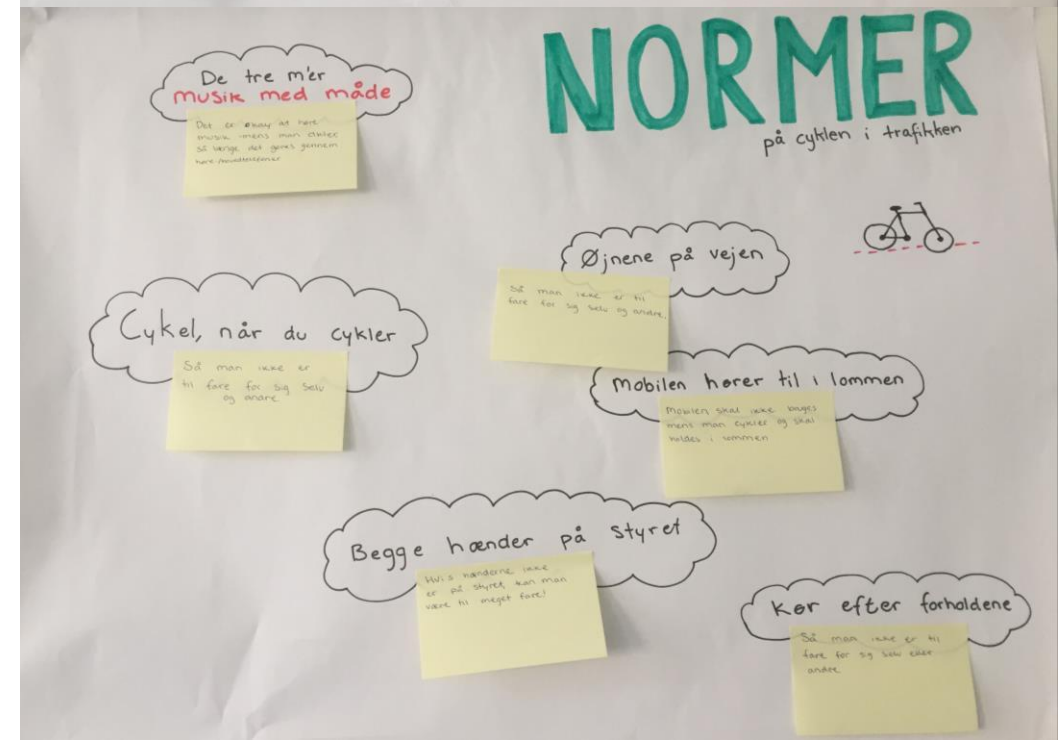 NORMER
på cyklen i trafikken
De tre m'er
musik med måde
Det er okay at høre
musik imens man cykler
så længe det gøres gennem
Øjnene på vejen
Så man ikke er til
fare for sig selv og andre.
Cykel, når du cykler
Så man ikke er
til fare for sig selv
og andre
Mobilen hører til i lommen
Mobilen skal ikke bruges
mens man cykler og skal
holdes i lommen
Begge hænder på styret
Hvis hænderne ikke
er på styret, kan man
være til meget fare!
Kør efter forholdene
Så man ikke er til
fare for sig selv eller
andre